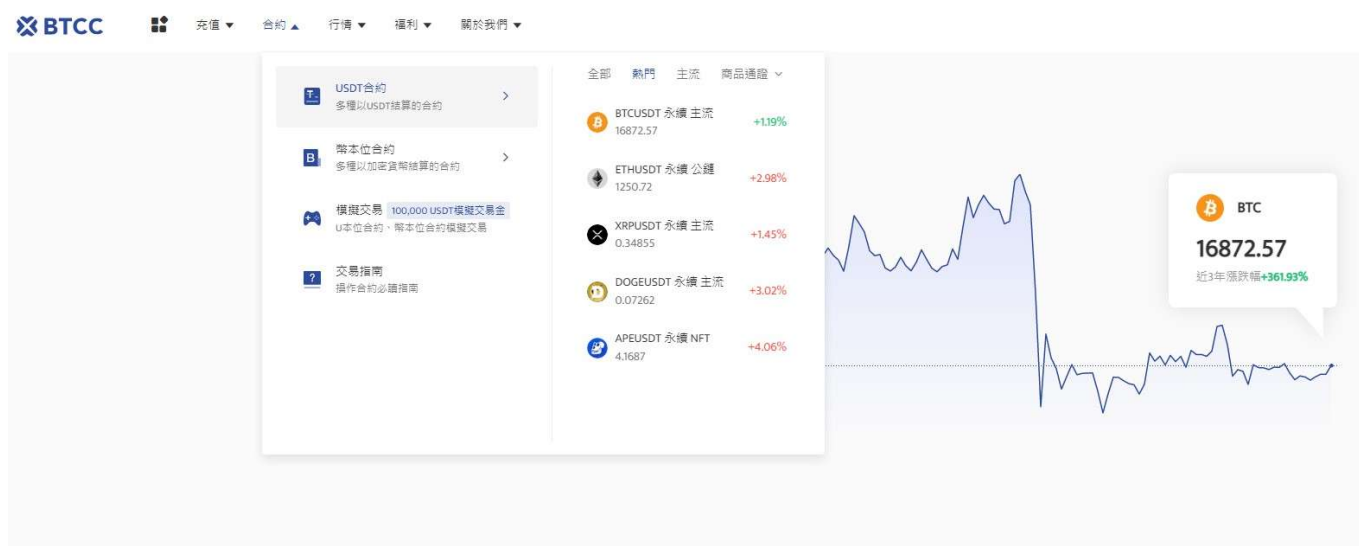 BTCC
充值 ▼ 合約 ▲ 行情 ▼ 福利 ▼ 關於我們 ▼
USDT合約
多種以USDT結算的合約
幣本位合約
多種以加密貨幣結算的合約
模擬交易 100,000 USDT模擬交易金
U本位合約、幣本位合約模擬交易
交易指南
操作合約必讀指南
全部 熱門 主流 商品通證
BTCUSDT 永續 主流
16872.57
+1.19%
ETHUSDT 永續 公鏈
1250.72
+2.98%
XRPUSDT 永續 主流
0.34855
+1.45%
DOGEUSDT 永續 主流
0.07262
+3.02%
APEUSDT 永續 NFT
4.1687
+4.06%
BTC
16872.57
近3年漲跌幅+361.93%